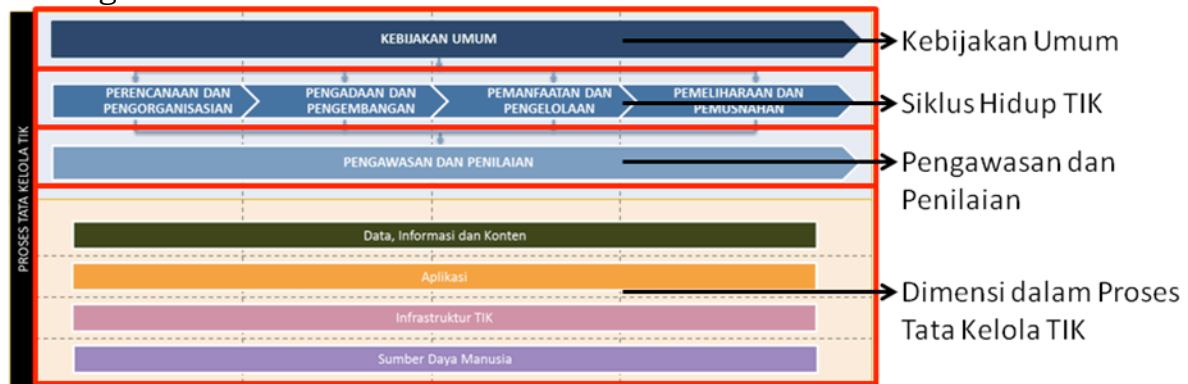 PROSES TATA KELOLA TIK
KEBIJAKAN UMUM
Kebijakan Umum
PERENCANAAN DAN
PENGORGANISASIAN
PENGADAAN DAN
PENGEMBANGAN
PEMANFAATAN DAN
PENGELOLAAN
PEMELIHARAAN DAN
PEMUSNAHAN
Siklus Hidup TIK
PENGAWASAN DAN PENILAIAN
Pengawasan dan
Penilaian
Data, Informasi dan Konten
Aplikasi
Infrastruktur TIK
Sumber Daya Manusia
Dimensi dalam Proses
Tata Kelola TIK